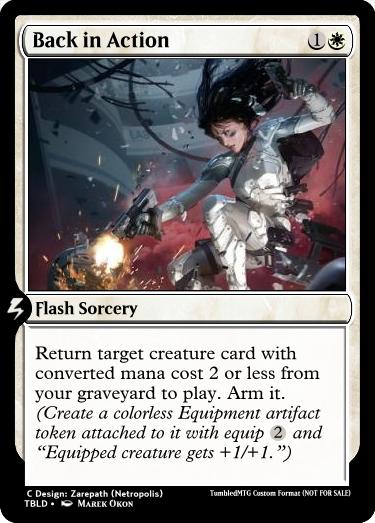 Back in Action 1
Flash Sorcery
Return target creature card with
converted mana cost 2 or less from
your graveyard to play. Arm it.
(Create a colorless Equipment artifact
token attached to it with equip 2 and
“Equipped creature gets +1/+1.”)
C Design: Zarepath (Netropolis)
TumbledMTG Custom Format (NOT FOR SALE)
TBLD • Marek Okon